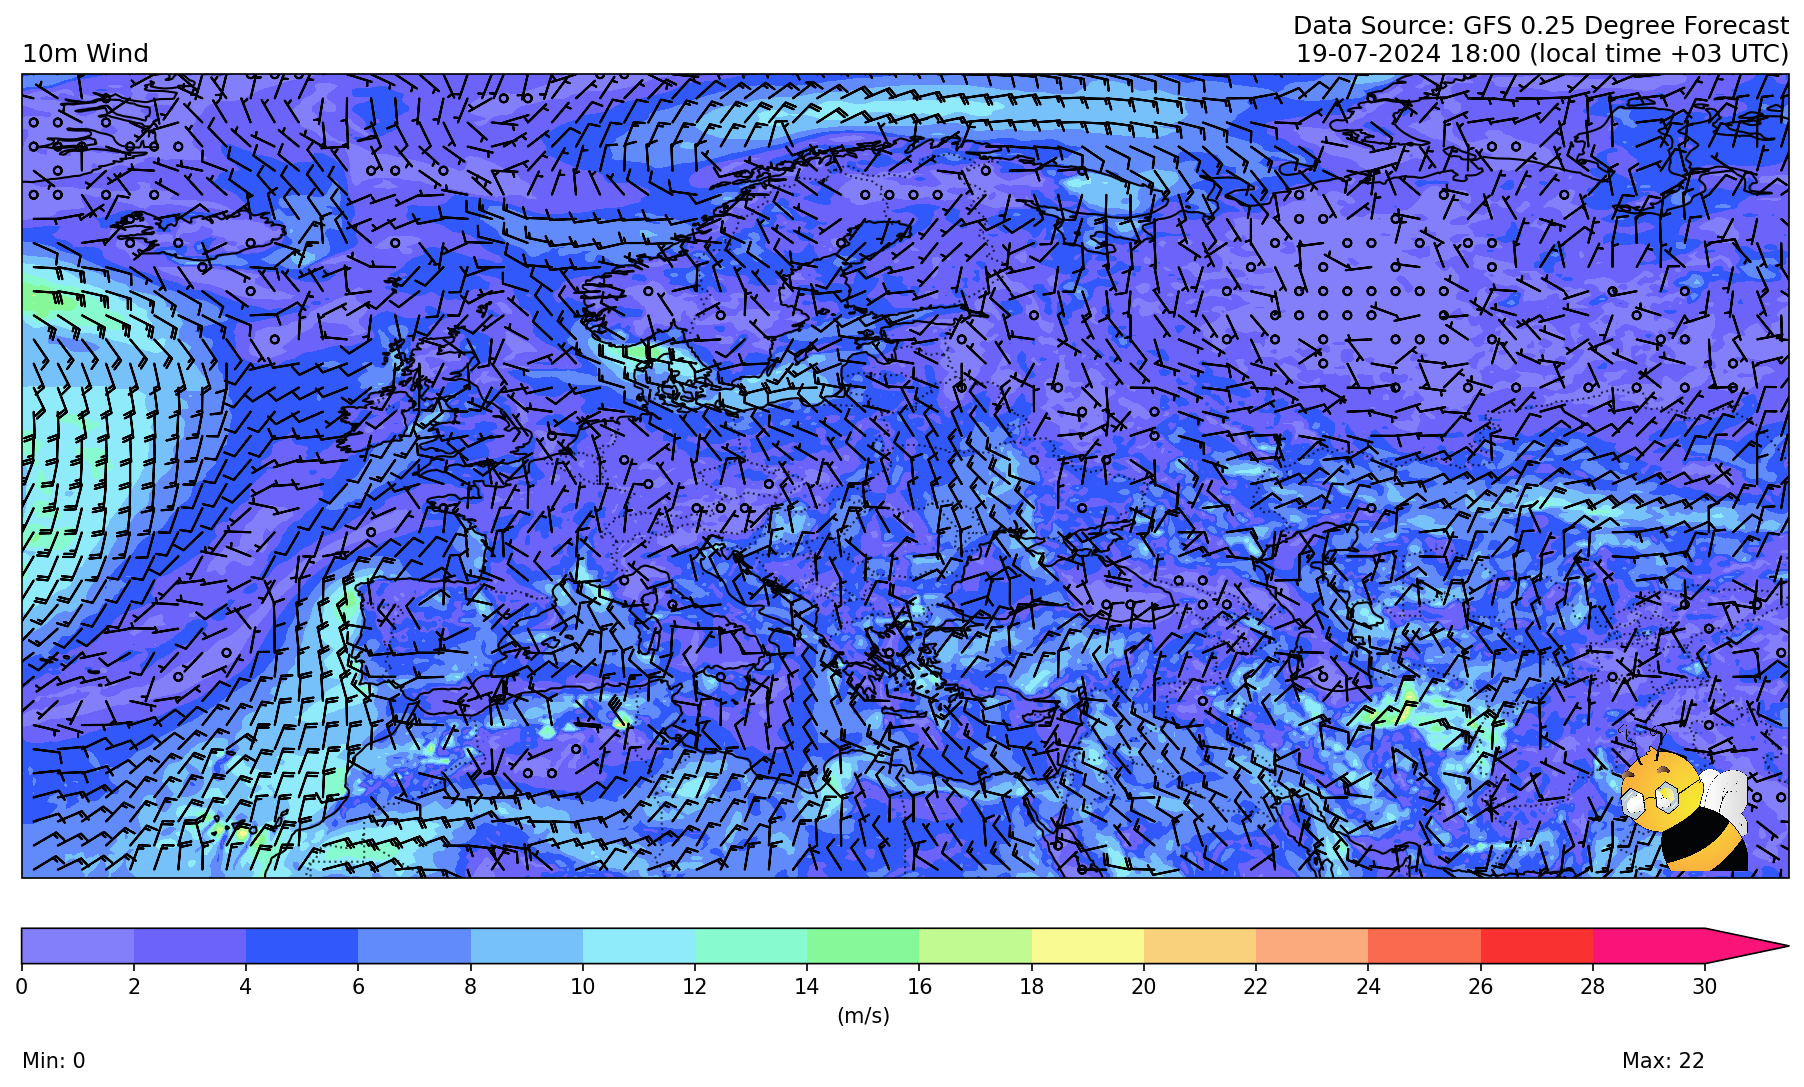 Data Source: GFS 0.25 Degree Forecast
10m Wind
19-07-2024 18:00 (local time +03 UTC)
0 2 4 6 8 10 12 14 16 18 20 22 24 26 28 30
(m/s)
Min: 0
Max: 22